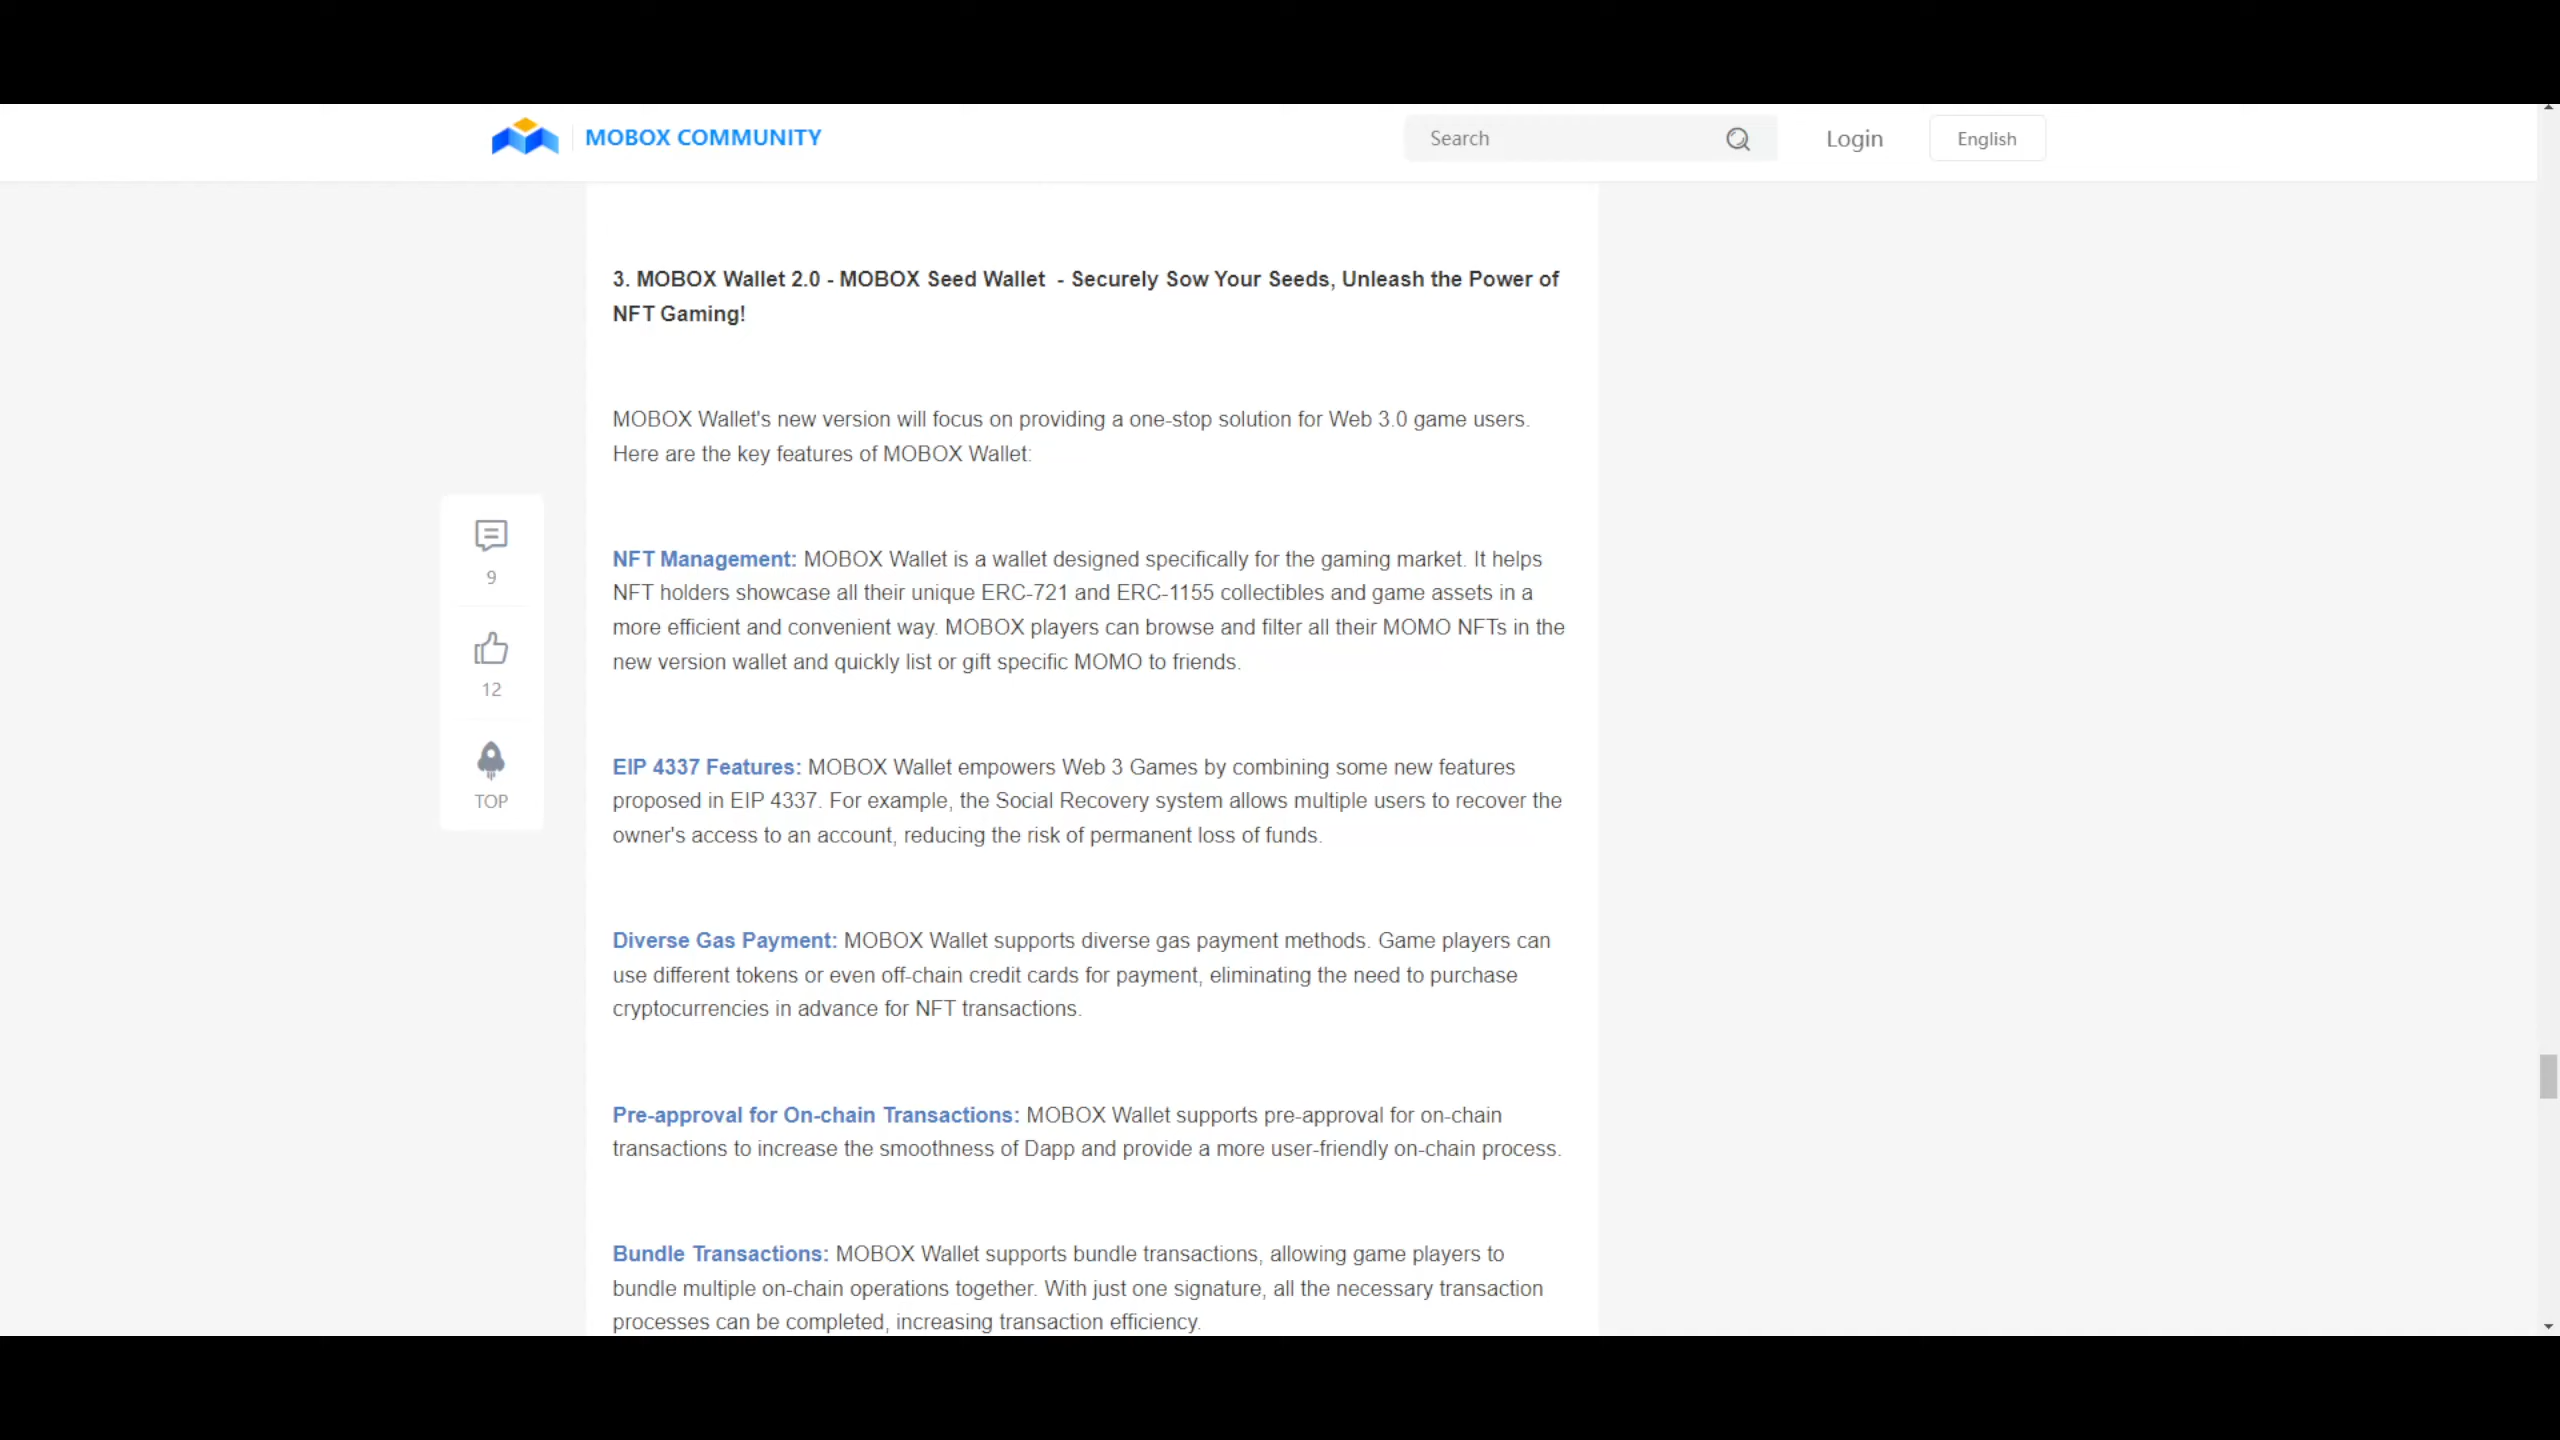 MOBOX COMMUNITY
Search
Login
English
3. MOBOX Wallet 2.0 - MOBOX Seed Wallet - Securely Sow Your Seeds, Unleash the Power of
NFT Gaming!
MOBOX Wallet's new version will focus on providing a one-stop solution for Web 3.0 game users.
Here are the key features of MOBOX Wallet:
9
12
TOP
NFT Management: MOBOX Wallet is a wallet designed specifically for the gaming market. It helps
NFT holders showcase all their unique ERC-721 and ERC-1155 collectibles and game assets in a
more efficient and convenient way. MOBOX players can browse and filter all their MOMO NFTs in the
new version wallet and quickly list or gift specific MOMO to friends.
EIP 4337 Features: MOBOX Wallet empowers Web 3 Games by combining some new features
proposed in EIP 4337. For example, the Social Recovery system allows multiple users to recover the
owner's access to an account, reducing the risk of permanent loss of funds.
Diverse Gas Payment: MOBOX Wallet supports diverse gas payment methods. Game players can
use different tokens or even off-chain credit cards for payment, eliminating the need to purchase
cryptocurrencies in advance for NFT transactions.
Pre-approval for On-chain Transactions: MOBOX Wallet supports pre-approval for on-chain
transactions to increase the smoothness of Dapp and provide a more user-friendly on-chain process.
Bundle Transactions: MOBOX Wallet supports bundle transactions, allowing game players to
bundle multiple on-chain operations together. With just one signature, all the necessary transaction
processes can be completed, increasing transaction efficiency.